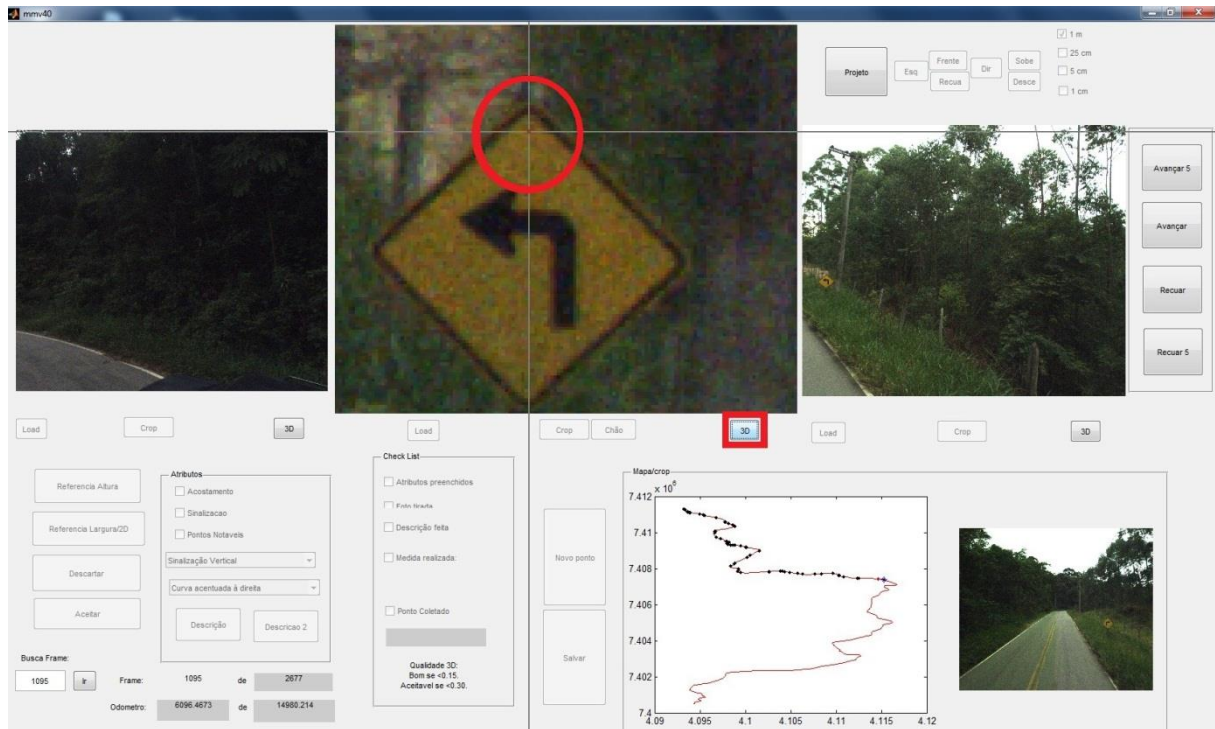 mmv40
1 m
25 cm
5 cm
1 cm
Projeto
Esq
Frente
Recua
Dir
Sobe
Desce
Avançar 5
Avançar
Recuar
Recuar 5
Load
Crop
3D
Load
Crop
Chão
3D
Load
Crop
3D
Referencia Altura
Referencia Largura/2D
Descartar
Aceitar
Busca Frame:
1095
Ir
Frame:
1095
de
2677
Odometro:
6096.4673
de
14980.214
Atributos
Acostamento
Sinalizacao
Pontos Notaveis
Sinalização Vertical
Curva acentuada à direita
Descrição
Descricao 2
Check List
Atributos preenchidos
Foto tirada
Descrição feita
Medida realizada:
Ponto Coletado
Qualidade 3D:
Bom se <0.15.
Aceitavel se <0.30.
Novo ponto
Salvar
Mapa/crop
x 10⁶
7.412
7.41
7.408
7.406
7.404
7.402
7.4
4.09
4.095
4.1
4.105
4.11
4.115
4.12